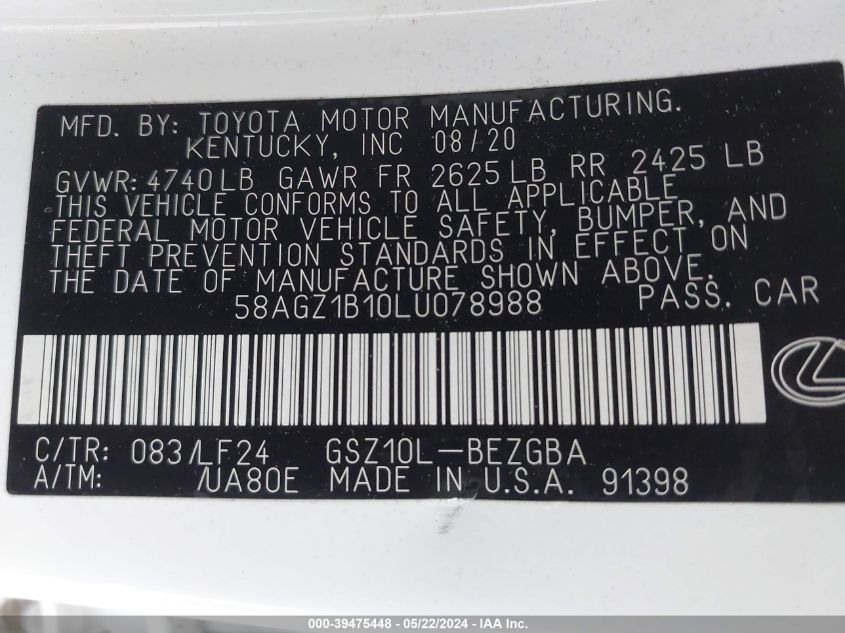 MFD. BY: TOYOTA MOTOR MANUFACTURING.
KENTUCKY, INC 08/20
GVWR: 4740LB GAWR FR 2625LB RR 2425 LB
THIS VEHICLE CONFORMS TO ALL APPLICABLE
FEDERAL MOTOR VEHICLE SAFETY, BUMPER, AND
THEFT PREVENTION STANDARDS IN EFFECT ON
THE DATE OF MANUFACTURE SHOWN ABOVE.
58AGZ1B10LU078988 PASS. CAR
C/TR: 083/LF24 GSZ10L-BEZGBA
A/TM: /UA80E MADE IN U.S.A. 91398
000-39475448 - 05/22/2024 - IAA Inc.